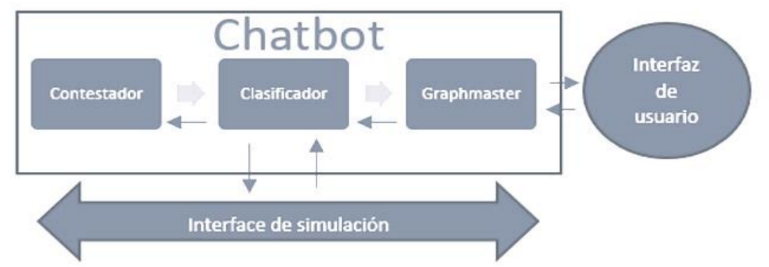 Chatbot
Contestador
Clasificador
Graphmaster
Interfaz
de
usuario
Interface de simulación